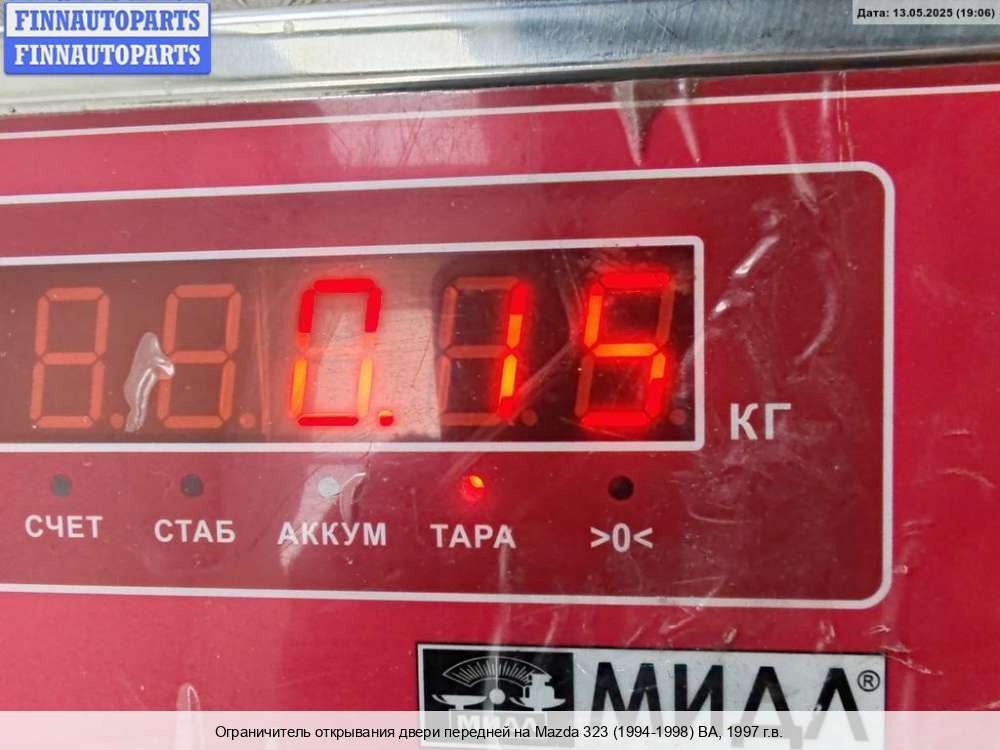 FINNAUTOPARTS
FINNAUTOPARTS
Дата: 13.05.2025 (19:06)
0.15
КГ
СЧЕТ СТАБ АККУМ ТАРА >0<
МИДЛ
МИДЛ®
Ограничитель открывания двери передней на Mazda 323 (1994-1998) BA, 1997 г.в.